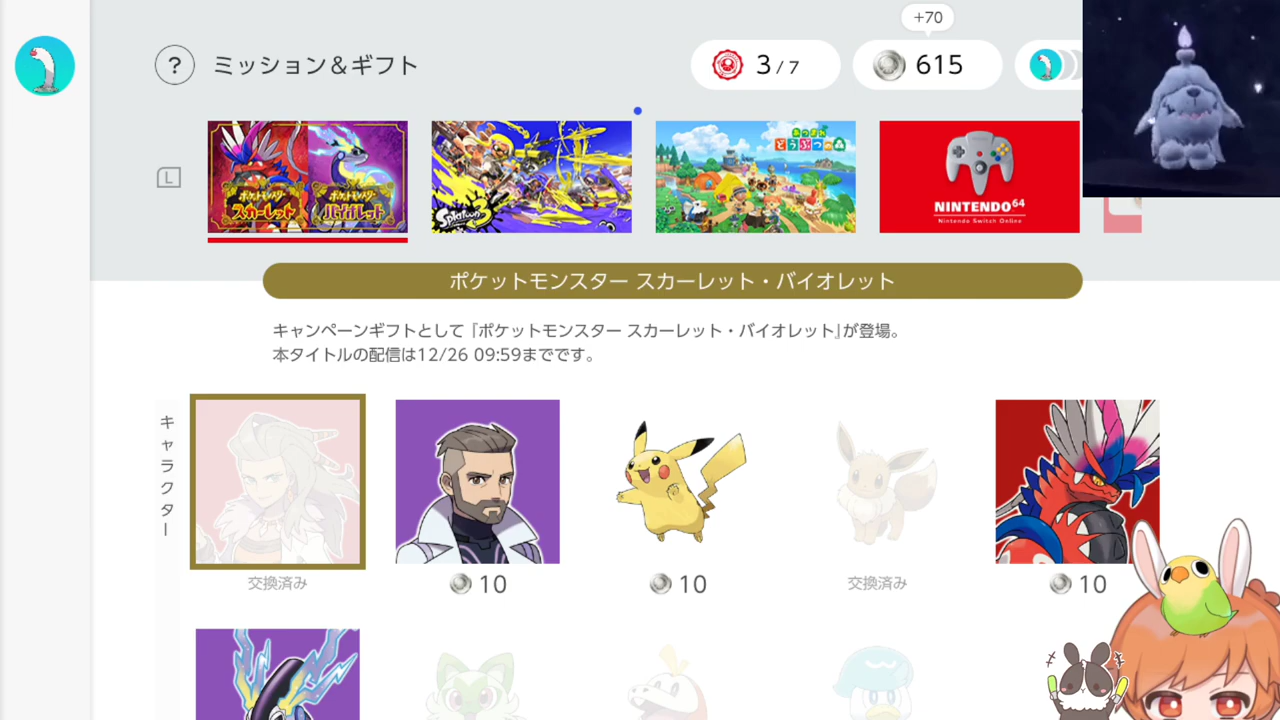 +70
? ミッション＆ギフト
3/7
615
L
ポケットモンスター スカーレット
ポケットモンスター バイオレット
Splatoon 3
あつまれ どうぶつの森
NINTENDO 64
Nintendo Switch Online
ポケットモンスター スカーレット・バイオレット
キャンペーンギフトとして『ポケットモンスター スカーレット・バイオレット』が登場。
本タイトルの配信は12/26 09:59までです。
キャラクター
交換済み
10
10
交換済み
10